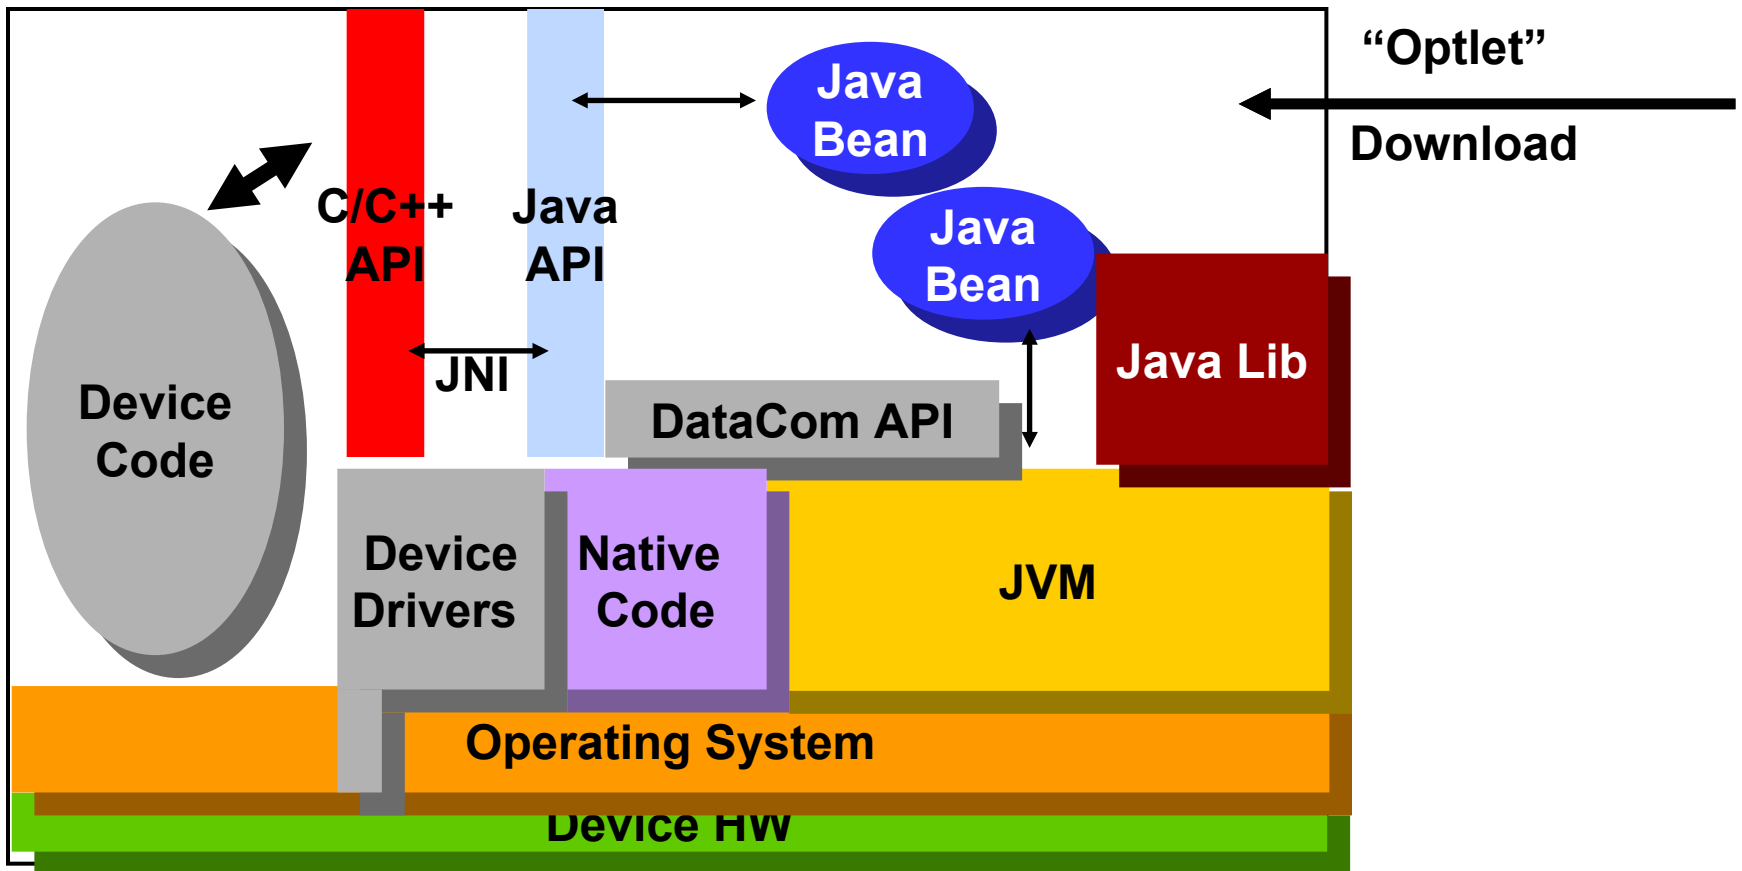 “Optlet”
Download
Java
Bean
Java
Bean
C/C++
API
Java
API
JNI
Device
Code
DataCom API
Java Lib
Device
Drivers
Native
Code
JVM
Operating System
Device HW